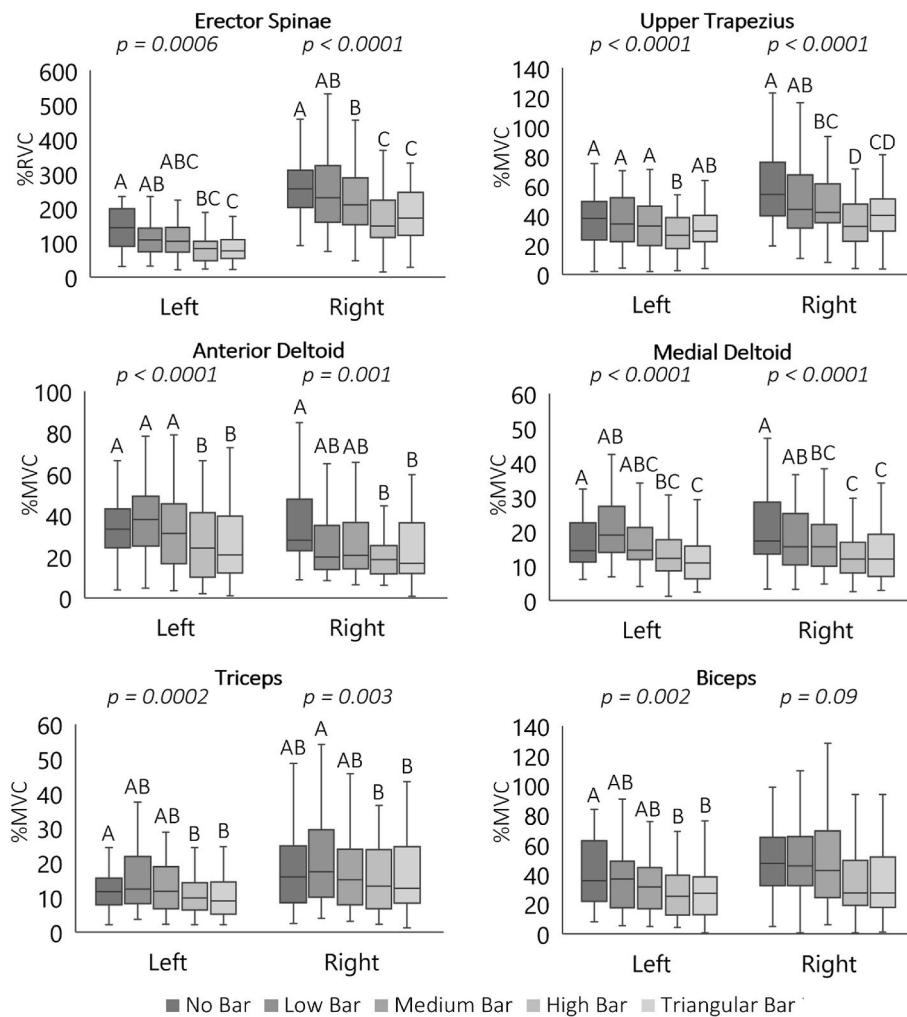 Erector Spinae
p = 0.0006 p < 0.0001
%RVC
600
500
400
300
200
100
0
A AB ABC BC C
A AB B C C
Left Right
Upper Trapezius
p < 0.0001 p < 0.0001
%MVC
140
120
100
80
60
40
20
0
A A A B AB
A AB BC D CD
Left Right
Anterior Deltoid
p < 0.0001 p = 0.001
%MVC
100
80
60
40
20
0
A A A B B
A AB AB B B
Left Right
Medial Deltoid
p < 0.0001 p < 0.0001
%MVC
60
50
40
30
20
10
0
A AB ABC BC C
A AB BC C C
Left Right
Triceps
p = 0.0002 p = 0.003
%MVC
60
50
40
30
20
10
0
A AB AB B B
AB A AB B B
Left Right
Biceps
p = 0.002 p = 0.09
%MVC
140
120
100
80
60
40
20
0
A AB AB B B
Left Right
No Bar Low Bar Medium Bar High Bar Triangular Bar